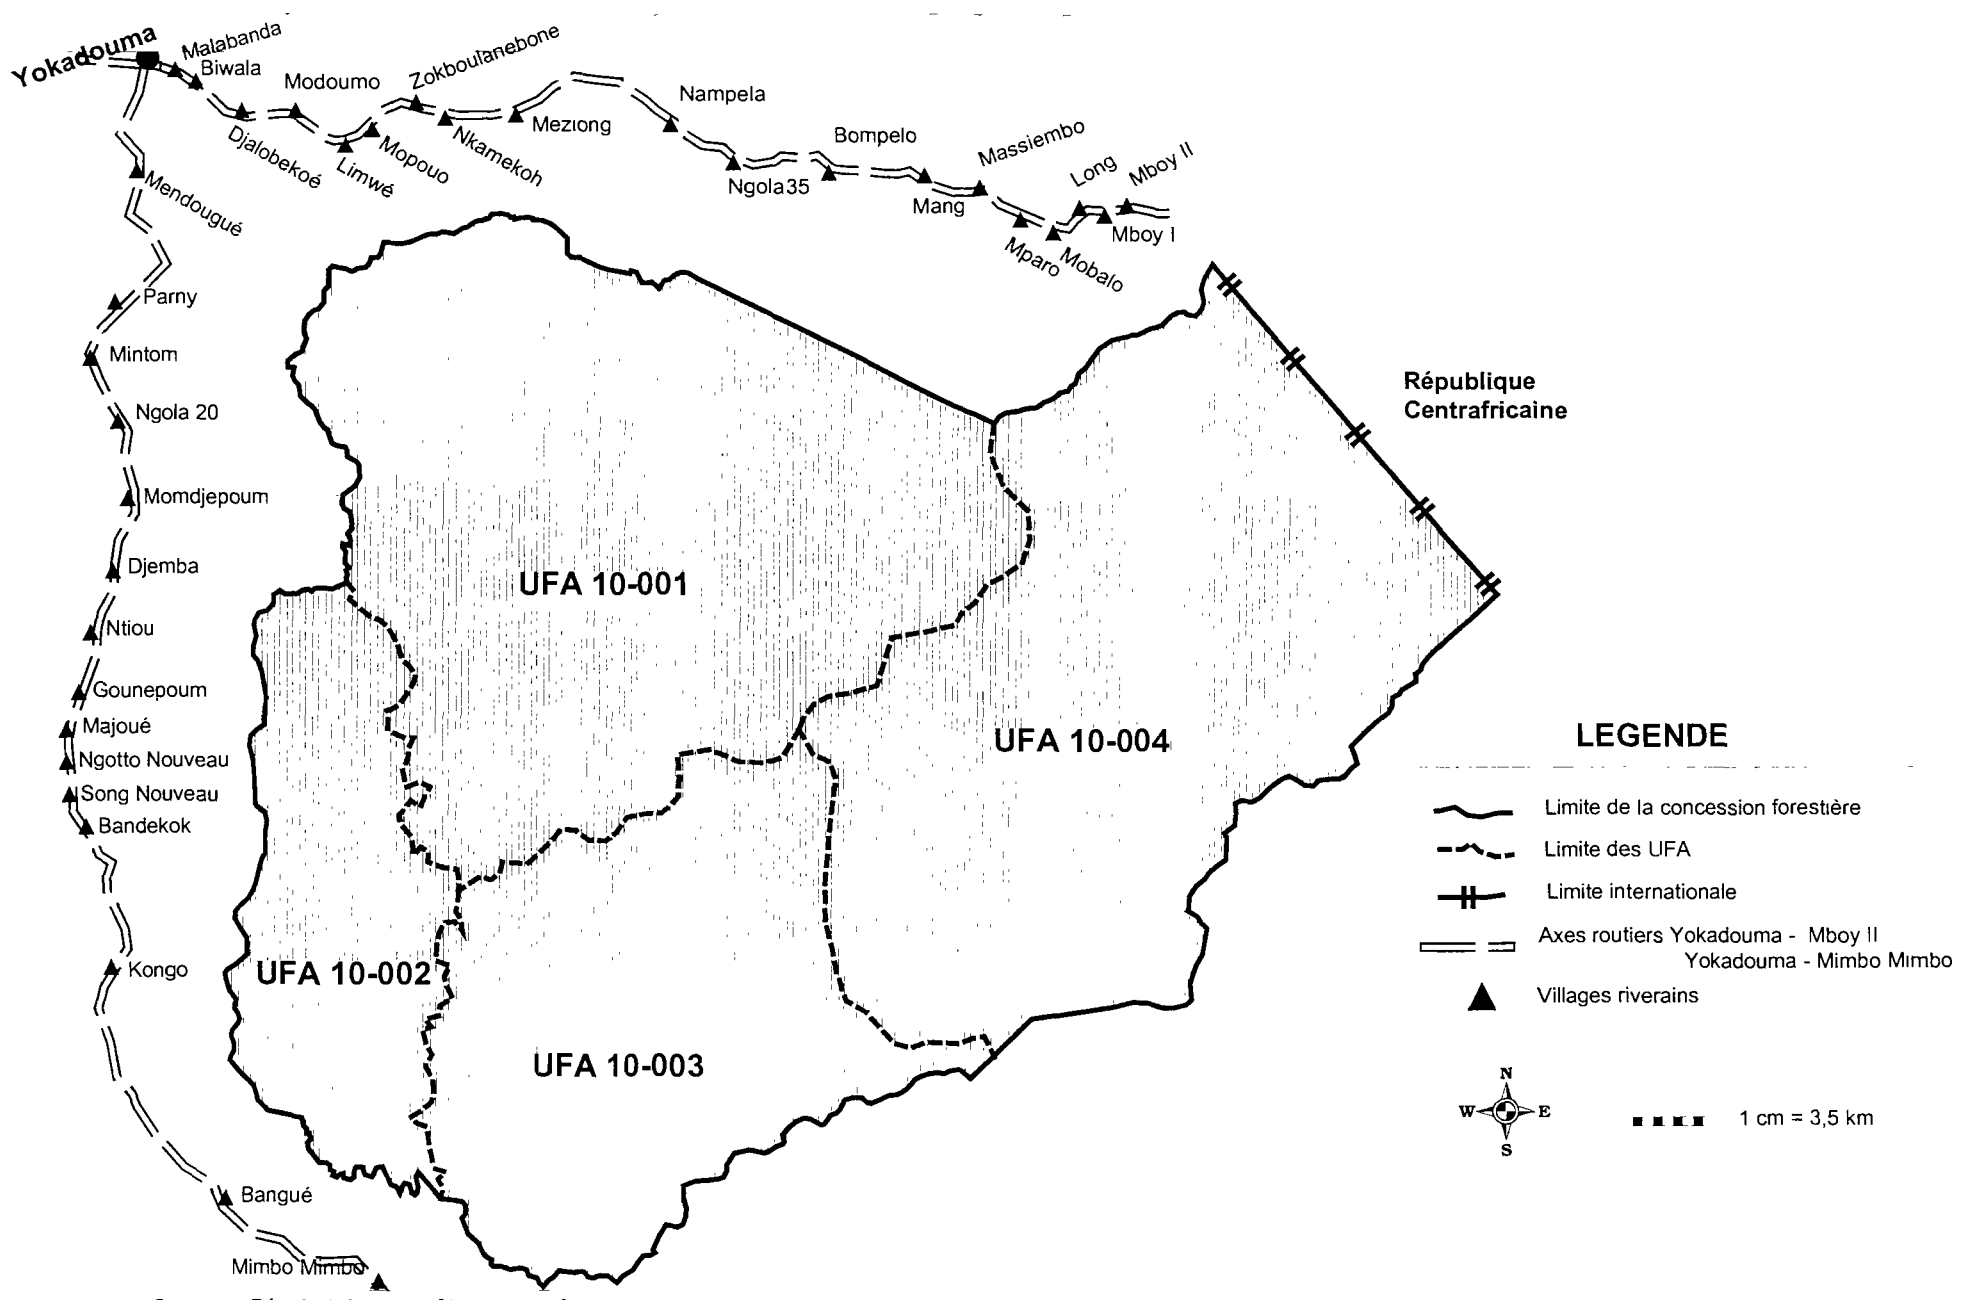 Yokadouma
Malabanda
Biwala
Djalobekoé
Modoumo
Limwé
Mopouo
Zokboulanebone
Nkamekoh
Meziong
Nampela
Ngola35
Bompelo
Mang
Massiembo
Mparo
Mobalo
Long
Mboy I
Mboy II
Mendougué
Parny
Mintom
Ngola 20
Momdjepoum
Djemba
Ntiou
Gounepoum
Majoué
Ngotto Nouveau
Song Nouveau
Bandekok
Kongo
Bangué
Mimbo Mimbo
République
Centrafricaine
UFA 10-001
UFA 10-004
UFA 10-002
UFA 10-003
LEGENDE
Limite de la concession forestière
Limite des UFA
Limite internationale
Axes routiers Yokadouma - Mboy II
Yokadouma - Mimbo Mimbo
Villages riverains
N
W E
S
1 cm = 3,5 km